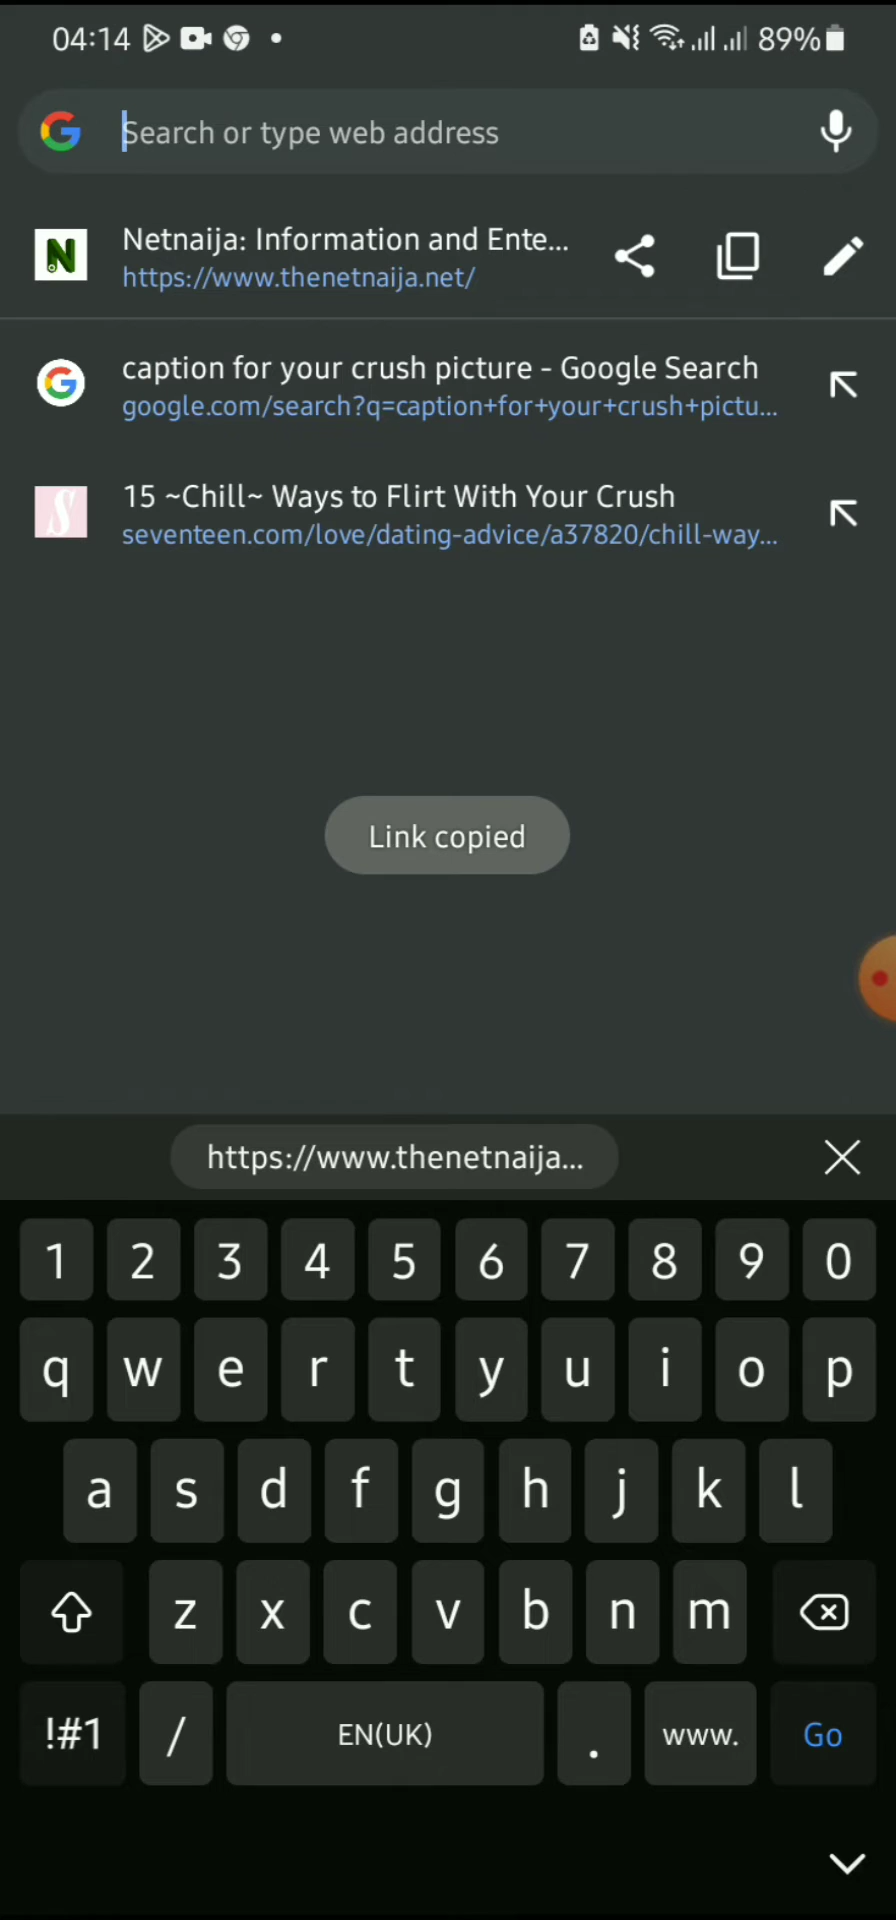 04:14 89%
Search or type web address
Netnaija: Information and Ente...
https://www.thenetnaija.net/
caption for your crush picture - Google Search
google.com/search?q=caption+for+your+crush+pictu...
15 ~Chill~ Ways to Flirt With Your Crush
seventeen.com/love/dating-advice/a37820/chill-way...
Link copied
https://www.thenetnaija...
1 2 3 4 5 6 7 8 9 0
q w e r t y u i o p
a s d f g h j k l
z x c v b n m
!#1 / EN(UK) . www. Go